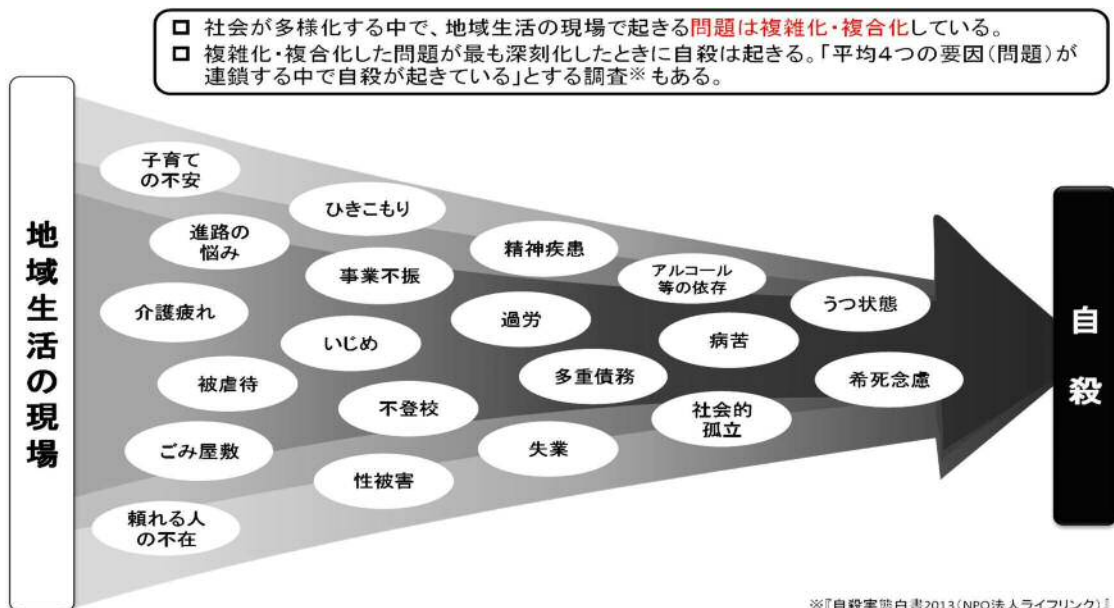 □ 社会が多様化する中で、地域生活の現場で起きる問題は複雑化・複合化している。
□ 複雑化・複合化した問題が最も深刻化したときに自殺は起きる。「平均4つの要因(問題)が
連鎖する中で自殺が起きている」とする調査※もある。
地域生活の現場
子育て
の不安
進路の
悩み
介護疲れ
被虐待
ごみ屋敷
頼れる人
の不在
ひきこもり
事業不振
いじめ
不登校
性被害
精神疾患
過労
多重債務
失業
アルコール
等の依存
病苦
社会的
孤立
うつ状態
希死念慮
自殺
※『自殺実態白書2013(NPO法人ライフリンク)』